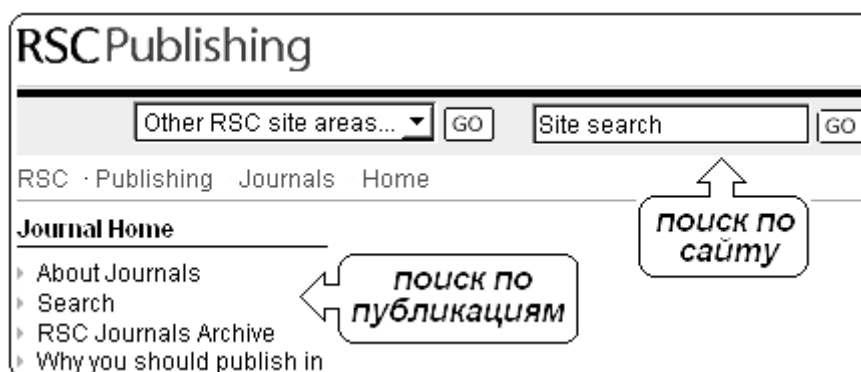 RSCPublishing
Other RSC site areas... GO Site search GO
RSC · Publishing Journals Home
поиск по
сайту
Journal Home
About Journals
поиск по
публикациям
Search
RSC Journals Archive
Why you should publish in